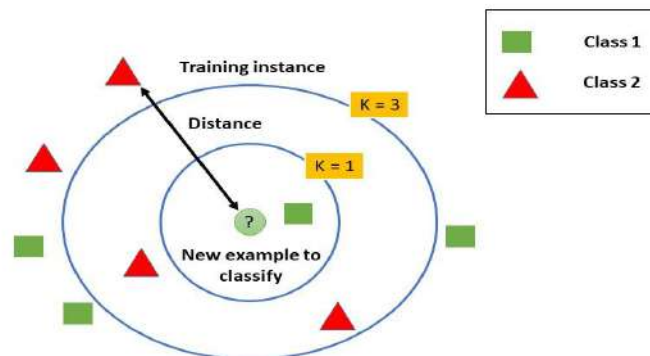 Training instance
K = 3
Distance
K = 1
?
New example to
classify
Class 1
Class 2